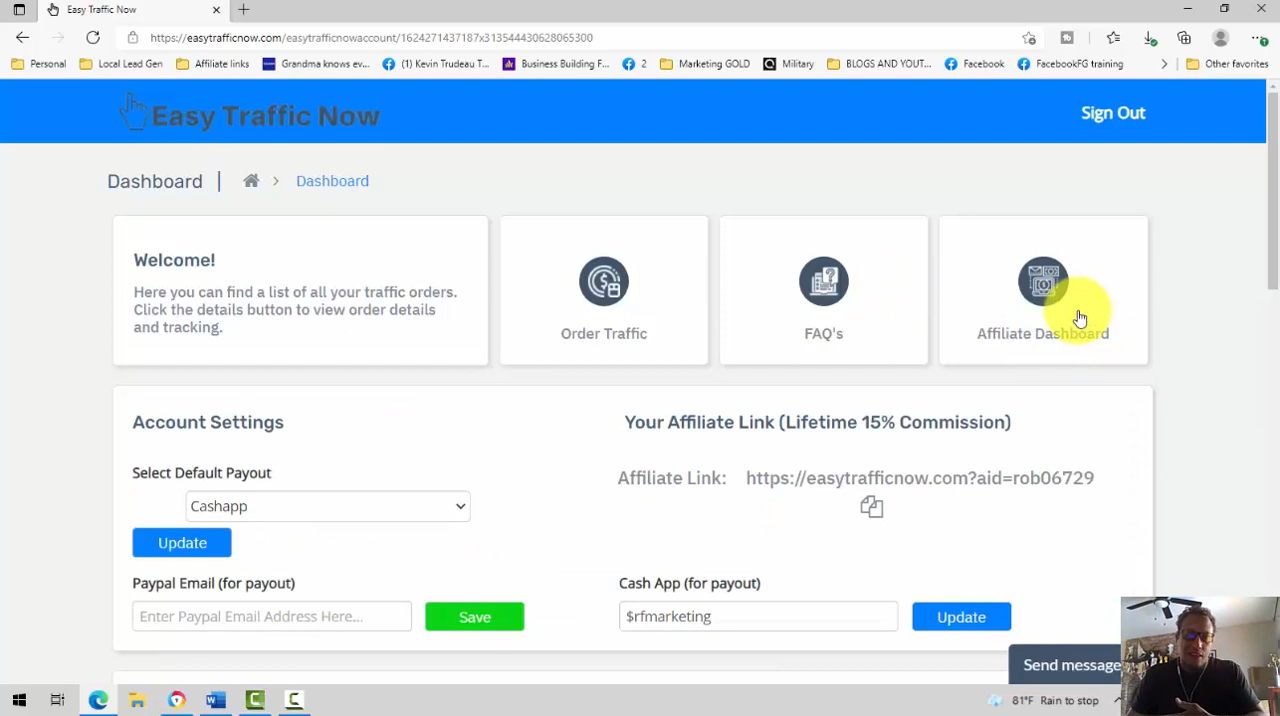 Easy Traffic Now
https://easytrafficnow.com/easytrafficnowaccount/1624271437187x313544430628065300
Personal
Local Lead Gen
Affiliate links
Grandma knows ev...
(1) Kevin Trudeau T...
Business Building F...
2
Marketing GOLD
Military
BLOGS AND YOUT...
Facebook
FacebookFG training
Other favorites
Easy Traffic Now
Sign Out
Dashboard | > Dashboard
Welcome!
Here you can find a list of all your traffic orders.
Click the details button to view order details
and tracking.
Order Traffic
FAQ's
Affiliate Dashboard
Account Settings
Your Affiliate Link (Lifetime 15% Commission)
Select Default Payout
Affiliate Link: https://easytrafficnow.com?aid=rob06729
Cashapp
Update
Paypal Email (for payout)
Cash App (for payout)
Enter Paypal Email Address Here...
Save
$rfmarketing
Update
Send message
81°F Rain to stop